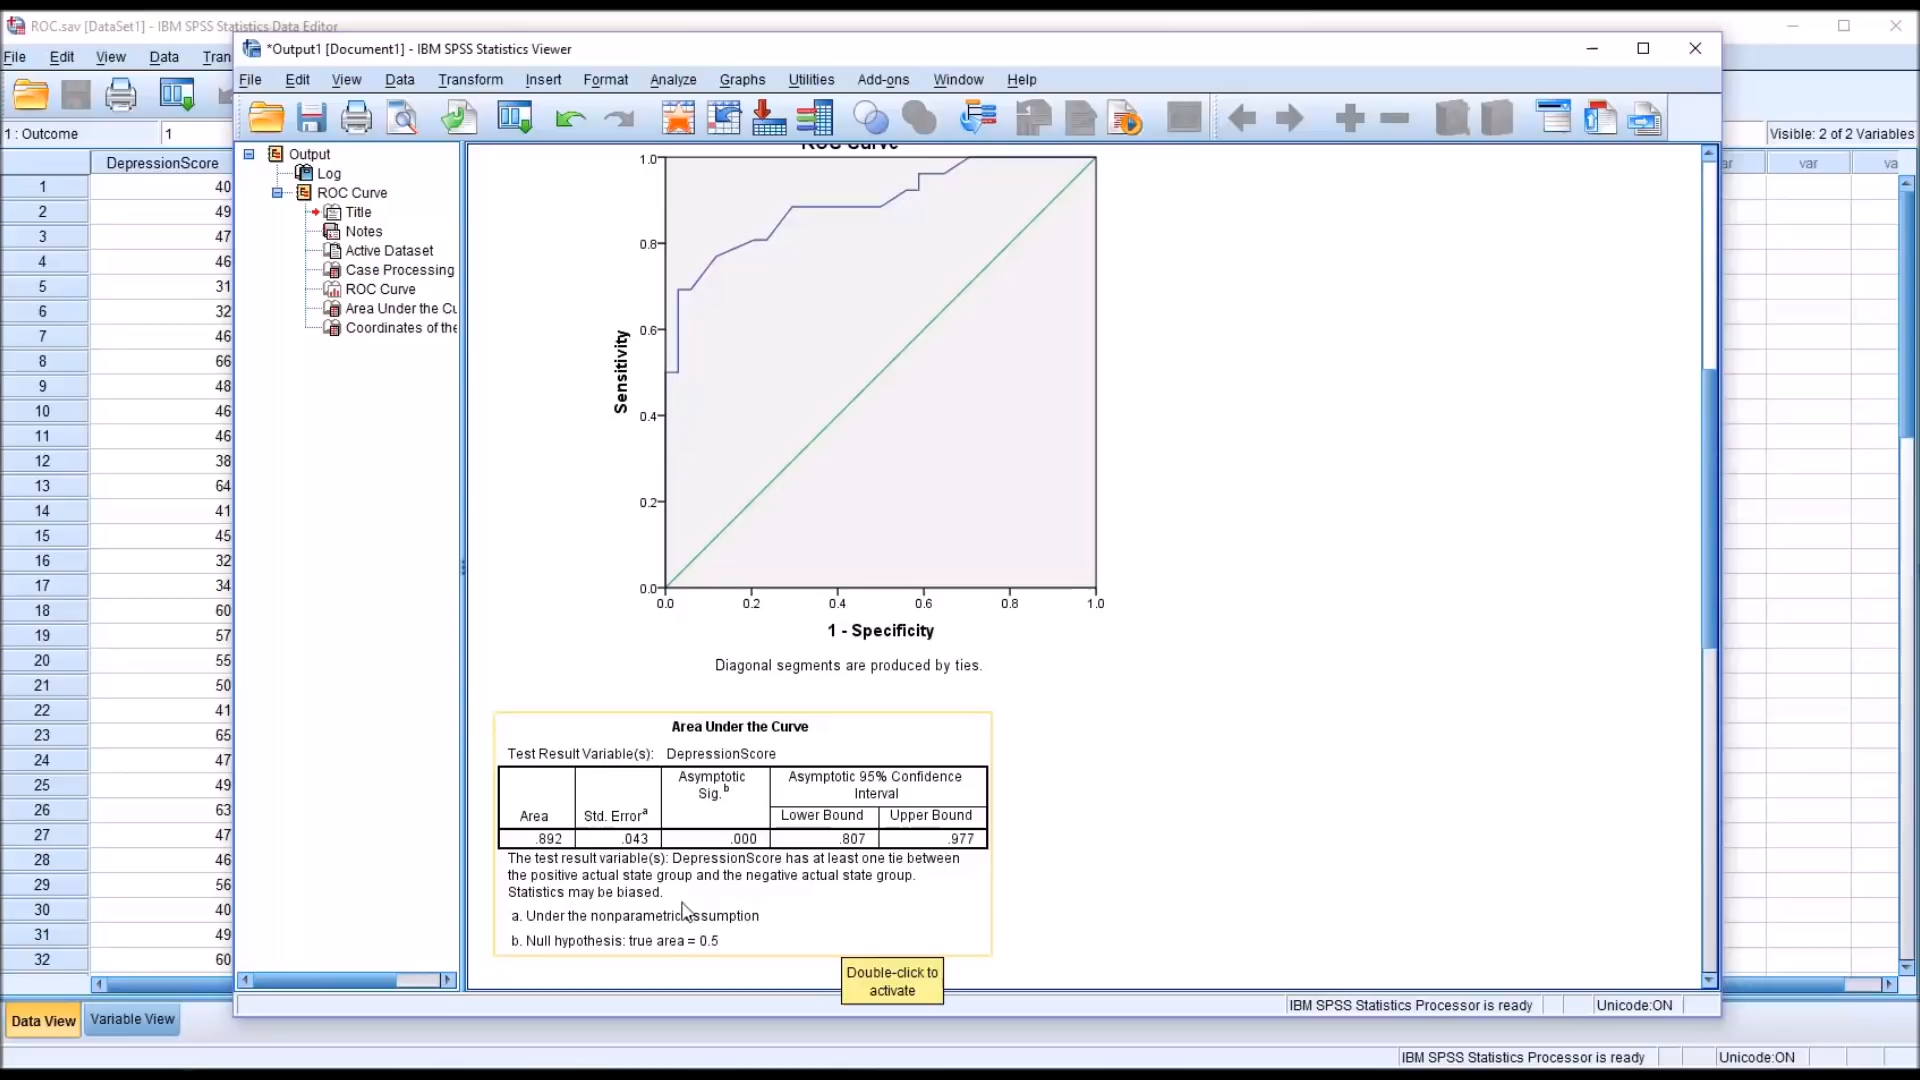 ROC.sav [DataSet1] - IBM SPSS Statistics Data Editor
File Edit View Data Tran
1 : Outcome 1
Visible: 2 of 2 Variables
DepressionScore
var
1 40
2 49
3 47
4 46
5 31
6 32
7 46
8 66
9 48
10 46
11 46
12 38
13 64
14 41
15 45
16 32
17 34
18 60
19 57
20 55
21 50
22 41
23 65
24 47
25 49
26 63
27 47
28 46
29 56
30 40
31 49
32 60
Data View Variable View
*Output1 [Document1] - IBM SPSS Statistics Viewer
File Edit View Data Transform Insert Format Analyze Graphs Utilities Add-ons Window Help
Output
Log
ROC Curve
Title
Notes
Active Dataset
Case Processing
ROC Curve
Area Under the Cu
Coordinates of the
ROC Curve
1.0
0.8
0.6
0.4
0.2
0.0
Sensitivity
0.0 0.2 0.4 0.6 0.8 1.0
1 - Specificity
Diagonal segments are produced by ties.
Area Under the Curve
Test Result Variable(s): DepressionScore
Area Std. Error a Asymptotic Sig. b Asymptotic 95% Confidence Interval
Lower Bound Upper Bound
.892 .043 .000 .807 .977
The test result variable(s): DepressionScore has at least one tie between
the positive actual state group and the negative actual state group.
Statistics may be biased.
a. Under the nonparametric assumption
b. Null hypothesis: true area = 0.5
Double-click to
activate
IBM SPSS Statistics Processor is ready Unicode:ON
IBM SPSS Statistics Processor is ready Unicode:ON